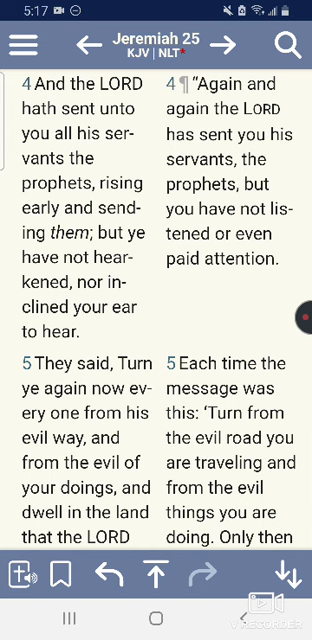 5:17
Jeremiah 25
KJV | NLT*
4 And the LORD
hath sent unto
you all his ser-
vants the
prophets, rising
early and send-
ing them; but ye
have not hear-
kened, nor in-
clined your ear
to hear.
5 They said, Turn
ye again now ev-
ery one from his
evil way, and
from the evil of
your doings, and
dwell in the land
that the LORD
4 ¶ “Again and
again the LORD
has sent you his
servants, the
prophets, but
you have not lis-
tened or even
paid attention.
5 Each time the
message was
this: ‘Turn from
the evil road you
are traveling and
from the evil
things you are
doing. Only then
V RECORDER